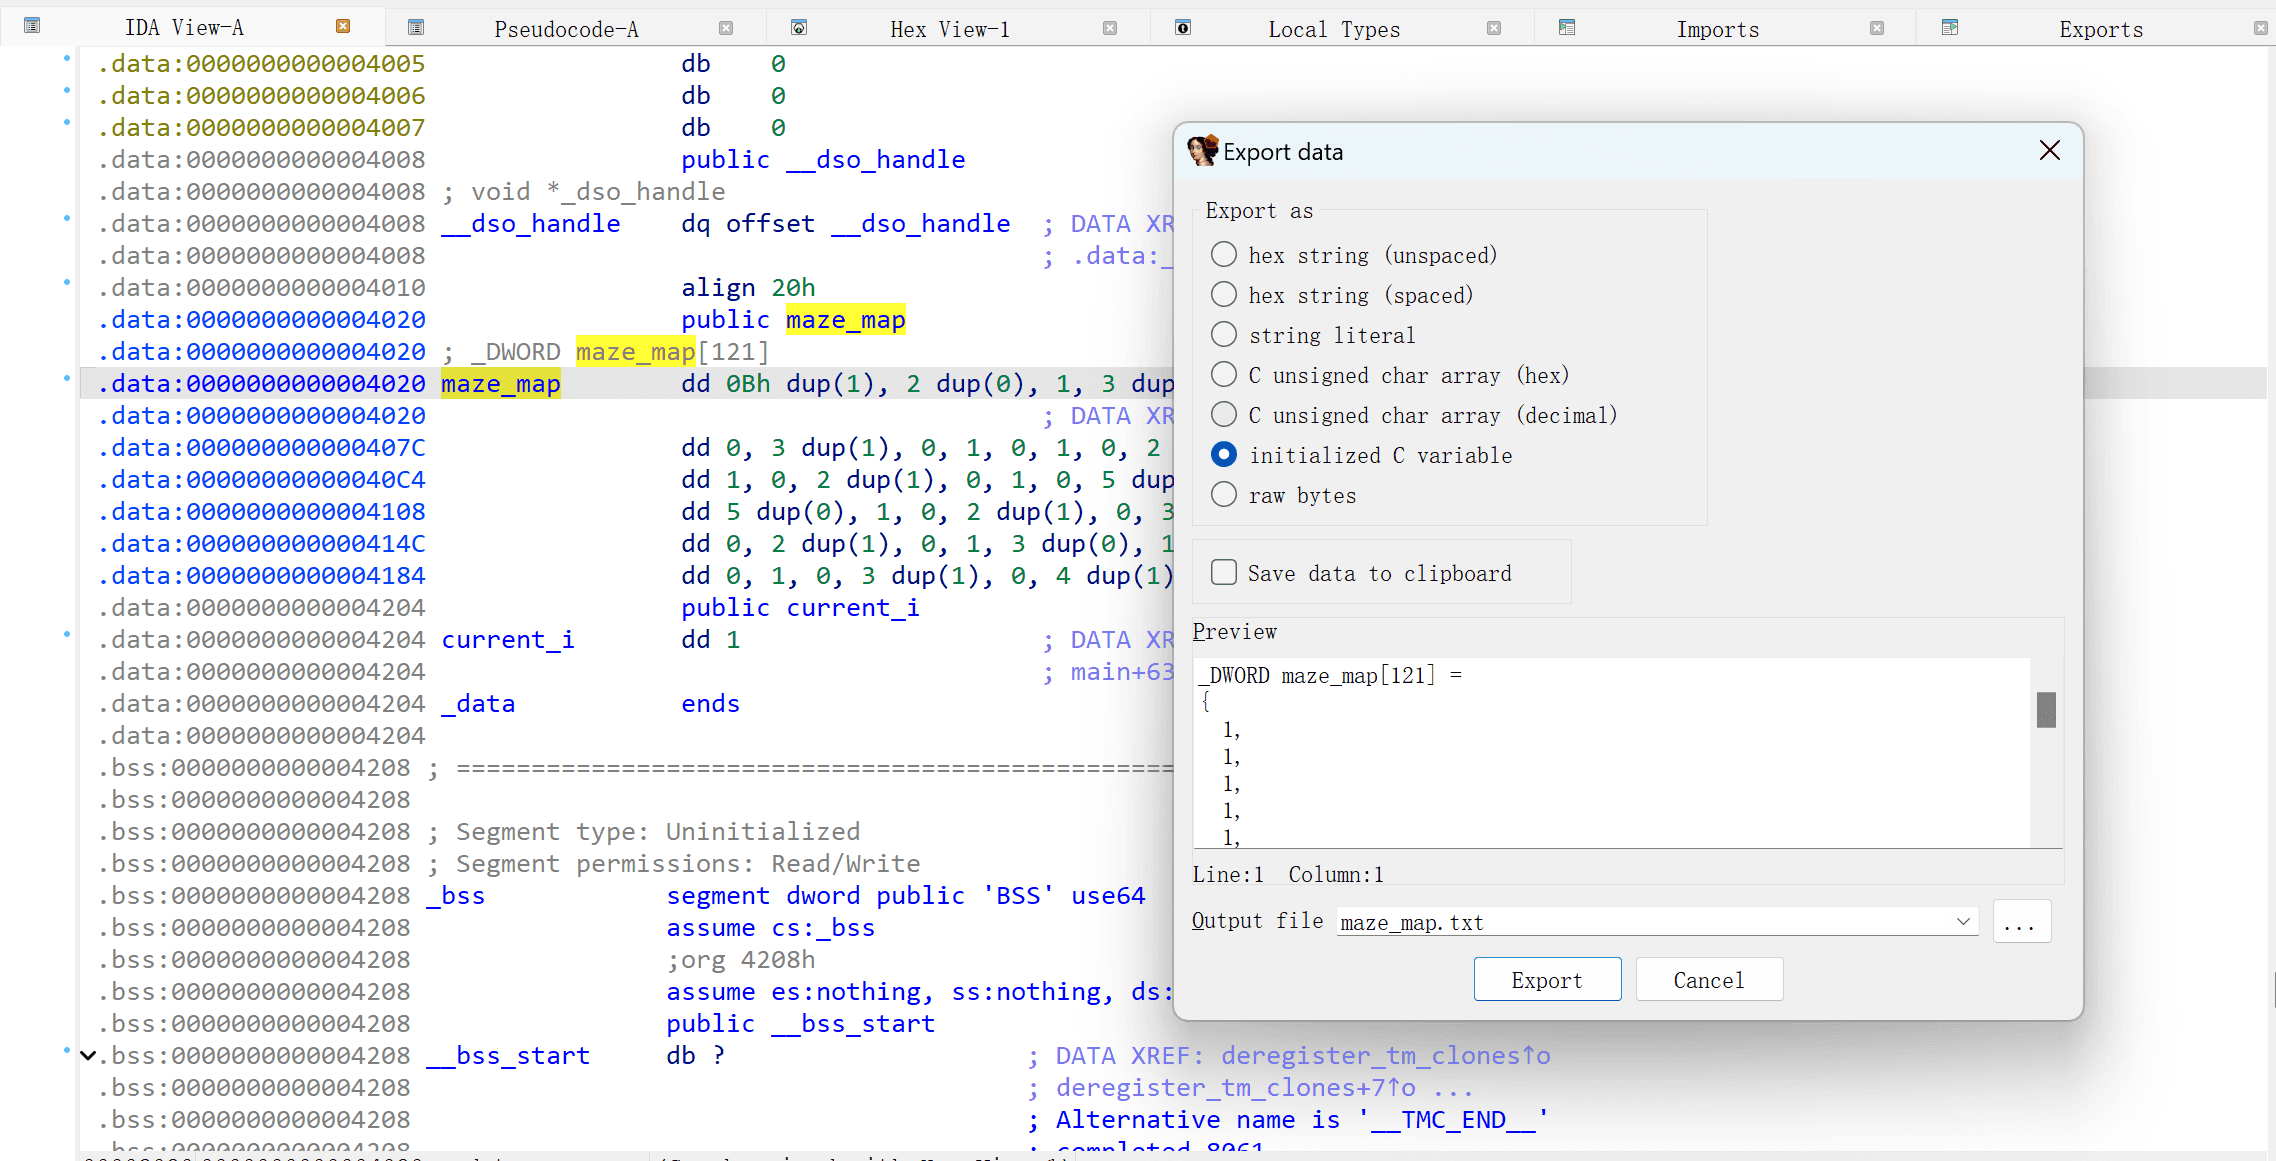 IDA View-A
Pseudocode-A
Hex View-1
Local Types
Imports
Exports
.data:0000000000004005 db 0
.data:0000000000004006 db 0
.data:0000000000004007 db 0
.data:0000000000004008 public __dso_handle
.data:0000000000004008 ; void *_dso_handle
.data:0000000000004008 __dso_handle dq offset __dso_handle ; DATA XR
.data:0000000000004008 ; .data:_
.data:0000000000004010 align 20h
.data:0000000000004020 public maze_map
.data:0000000000004020 ; _DWORD maze_map[121]
.data:0000000000004020 maze_map dd 0Bh dup(1), 2 dup(0), 1, 3 dup
.data:0000000000004020 ; DATA XR
.data:000000000000407C dd 0, 3 dup(1), 0, 1, 0, 1, 0, 2
.data:00000000000040C4 dd 1, 0, 2 dup(1), 0, 1, 0, 5 dup
.data:0000000000004108 dd 5 dup(0), 1, 0, 2 dup(1), 0, 3
.data:000000000000414C dd 0, 2 dup(1), 0, 1, 3 dup(0), 1
.data:0000000000004184 dd 0, 1, 0, 3 dup(1), 0, 4 dup(1)
.data:0000000000004204 public current_i
.data:0000000000004204 current_i dd 1 ; DATA XR
.data:0000000000004204 ; main+63
.data:0000000000004204 _data ends
.data:0000000000004204
.bss:0000000000004208 ; ================================================
.bss:0000000000004208
.bss:0000000000004208 ; Segment type: Uninitialized
.bss:0000000000004208 ; Segment permissions: Read/Write
.bss:0000000000004208 _bss segment dword public 'BSS' use64
.bss:0000000000004208 assume cs:_bss
.bss:0000000000004208 ;org 4208h
.bss:0000000000004208 assume es:nothing, ss:nothing, ds:
.bss:0000000000004208 public __bss_start
.bss:0000000000004208 __bss_start db ? ; DATA XREF: deregister_tm_clones↑o
.bss:0000000000004208 ; deregister_tm_clones+7↑o ...
.bss:0000000000004208 ; Alternative name is '__TMC_END__'
.bss:0000000000004208 ; completed 8061
Export data
Export as
hex string (unspaced)
hex string (spaced)
string literal
C unsigned char array (hex)
C unsigned char array (decimal)
initialized C variable
raw bytes
Save data to clipboard
Preview
_DWORD maze_map[121] =
{
1,
1,
1,
1,
1,
Line:1 Column:1
Output file maze_map.txt ...
Export
Cancel